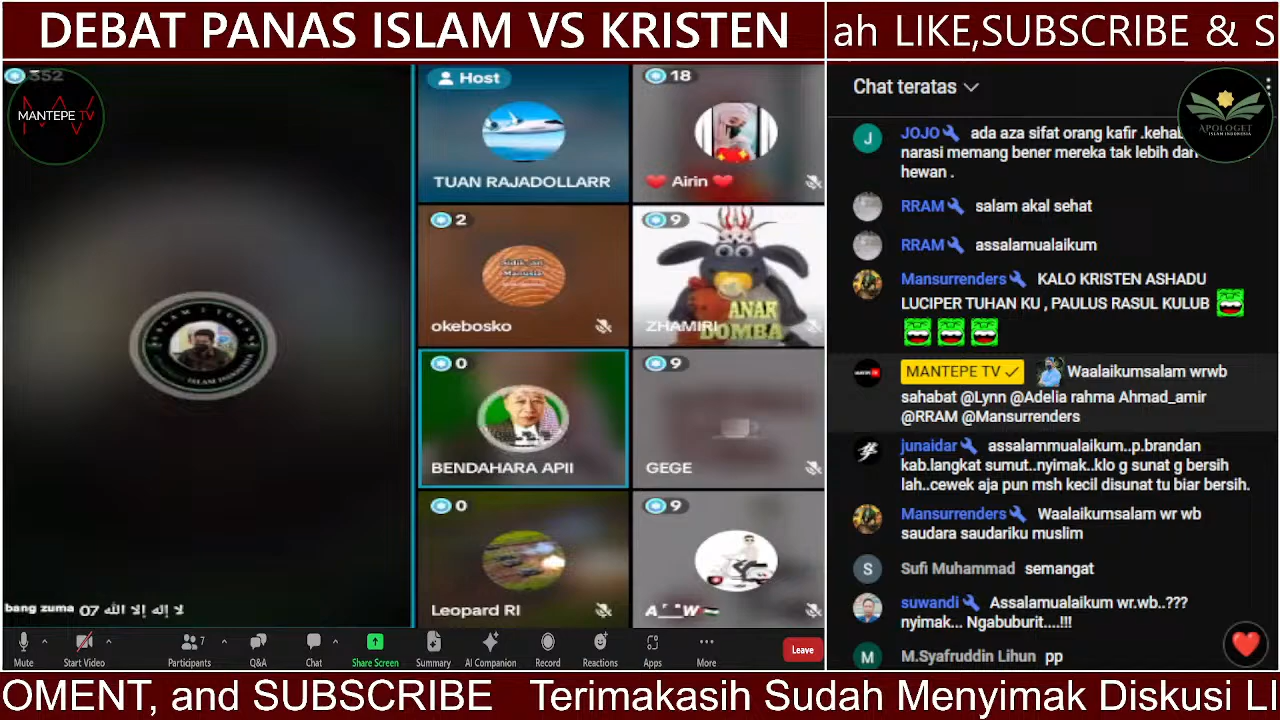 DEBAT PANAS ISLAM VS KRISTEN
ah LIKE,SUBSCRIBE & S
352
MANTEPE TV
Host
TUAN RAJADOLLARR
18
❤️ Airin ❤️
2
okebosko
9
ANAK
DOMBA
ZHAMIRI
0
BENDAHARA APII
9
GEGE
0
Leopard RI
9
bang zuma 07 لا إله إلا الله
Chat teratas
APOLOGET
ISLAM INDONESIA
J
JOJO ada aza sifat orang kafir .kehab
narasi memang bener mereka tak lebih dari
hewan .
RRAM salam akal sehat
RRAM assalamualaikum
Mansurrenders KALO KRISTEN ASHADU
LUCIPER TUHAN KU , PAULUS RASUL KULUB
MANTEPE TV ✓ Waalaikumsalam wrwb
sahabat @Lynn @Adelia rahma Ahmad_amir
@RRAM @Mansurrenders
junaidar assalammualaikum..p.brandan
kab.langkat sumut..nyimak..klo g sunat g bersih
lah..cewek aja pun msh kecil disunat tu biar bersih.
Mansurrenders Waalaikumsalam wr wb
saudara saudariku muslim
S
Sufi Muhammad semangat
suwandi Assalamualaikum wr.wb..???
nyimak... Ngabuburit....!!!
M
M.Syafruddin Lihun pp
Mute
Start Video
7
Participants
Q&A
Chat
Share Screen
Summary
AI Companion
Record
Reactions
Apps
More
Leave
OMENT, and SUBSCRIBE Terimakasih Sudah Menyimak Diskusi LI